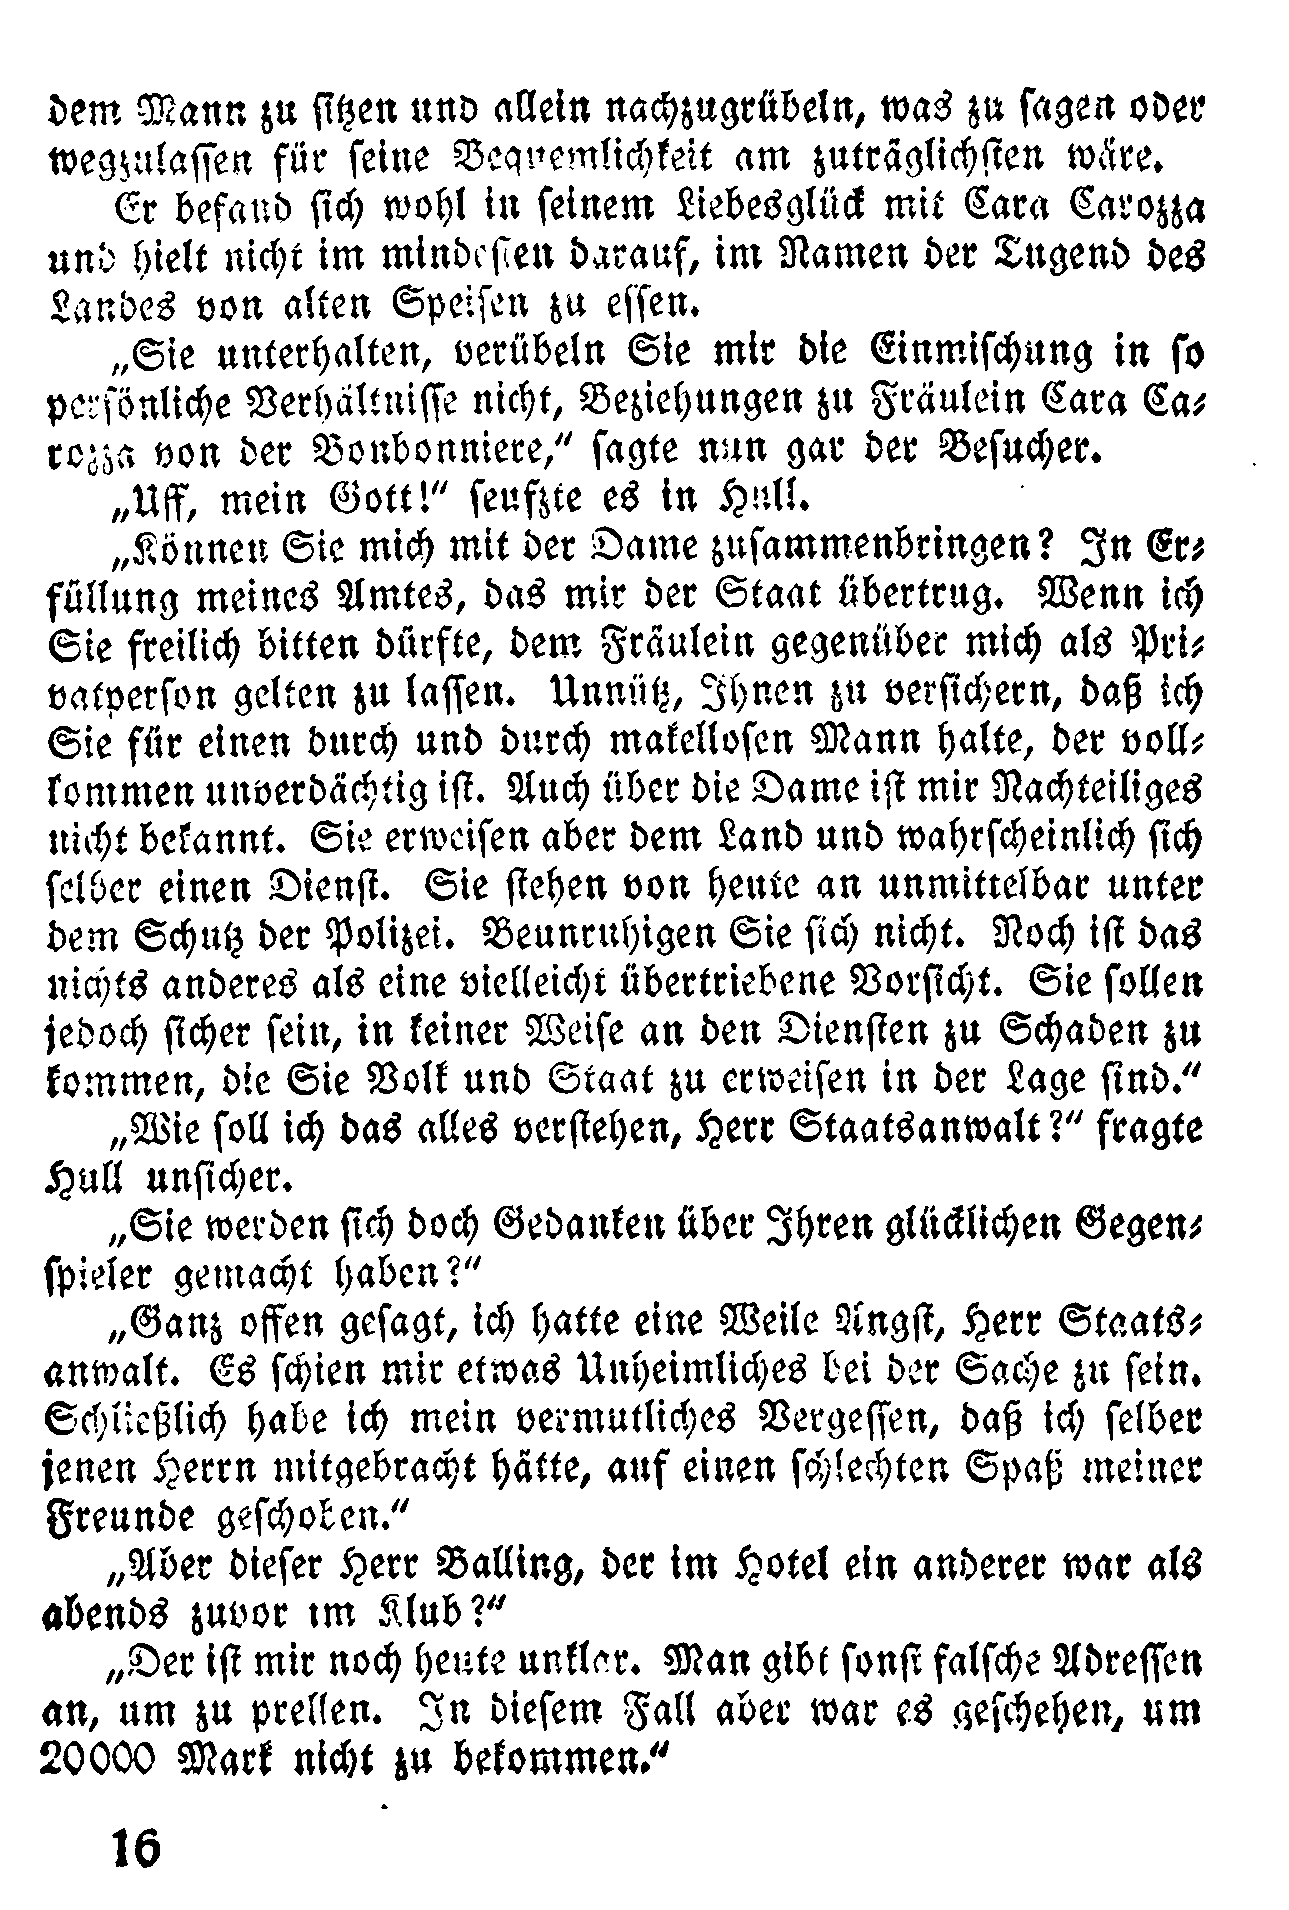 dem Mann zu sitzen und allein nachzugrübeln, was zu sagen oder
wegzulassen für seine Bequemlichkeit am zuträglichsten wäre.
Er befand sich wohl in seinem Liebesglück mit Cara Carozza
und hielt nicht im mindesten darauf, im Namen der Tugend des
Landes von alten Speisen zu essen.
„Sie unterhalten, verübeln Sie mir die Einmischung in so
persönliche Verhältnisse nicht, Beziehungen zu Fräulein Cara Ca-
rozza von der Bonbonniere,“ sagte nun gar der Besucher.
„Uff, mein Gott!“ seufzte es in Hull.
„Können Sie mich mit der Dame zusammenbringen? In Er-
füllung meines Amtes, das mir der Staat übertrug. Wenn ich
Sie freilich bitten dürfte, dem Fräulein gegenüber mich als Pri-
vatperson gelten zu lassen. Unnütz, Ihnen zu versichern, daß ich
Sie für einen durch und durch makellosen Mann halte, der voll-
kommen unverdächtig ist. Auch über die Dame ist mir Nachteiliges
nicht bekannt. Sie erweisen aber dem Land und wahrscheinlich sich
selber einen Dienst. Sie stehen von heute an unmittelbar unter
dem Schutz der Polizei. Beunruhigen Sie sich nicht. Noch ist das
nichts anderes als eine vielleicht übertriebene Vorsicht. Sie sollen
jedoch sicher sein, in keiner Weise an den Diensten zu Schaden zu
kommen, die Sie Volk und Staat zu erweisen in der Lage sind.“
„Wie soll ich das alles verstehen, Herr Staatsanwalt?“ fragte
Hull unsicher.
„Sie werden sich doch Gedanken über Ihren glücklichen Gegen-
spieler gemacht haben?“
„Ganz offen gesagt, ich hatte eine Weile Angst, Herr Staats-
anwalt. Es schien mir etwas Unheimliches bei der Sache zu sein.
Schließlich habe ich mein vermutliches Vergessen, daß ich selber
jenen Herrn mitgebracht hätte, auf einen schlechten Spaß meiner
Freunde geschoben.“
„Aber dieser Herr Balling, der im Hotel ein anderer war als
abends zuvor im Klub?“
„Der ist mir noch heute unklar. Man gibt sonst falsche Adressen
an, um zu prellen. In diesem Fall aber war es geschehen, um
20000 Mark nicht zu bekommen.“
16